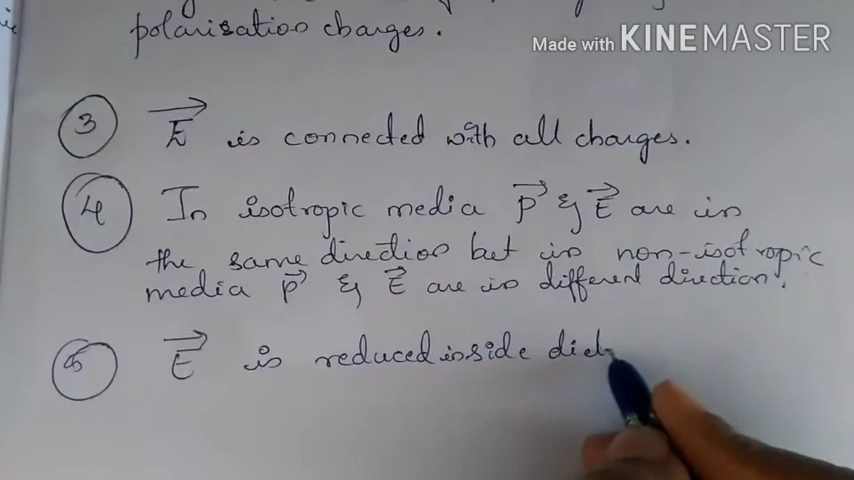 polarisation charges.
Made with KINEMASTER
3 E is connected with all charges.
4 In isotropic media P & E are in
the same direction but in non-isotropic
media P & E are in different direction.
5 E is reduced inside diel